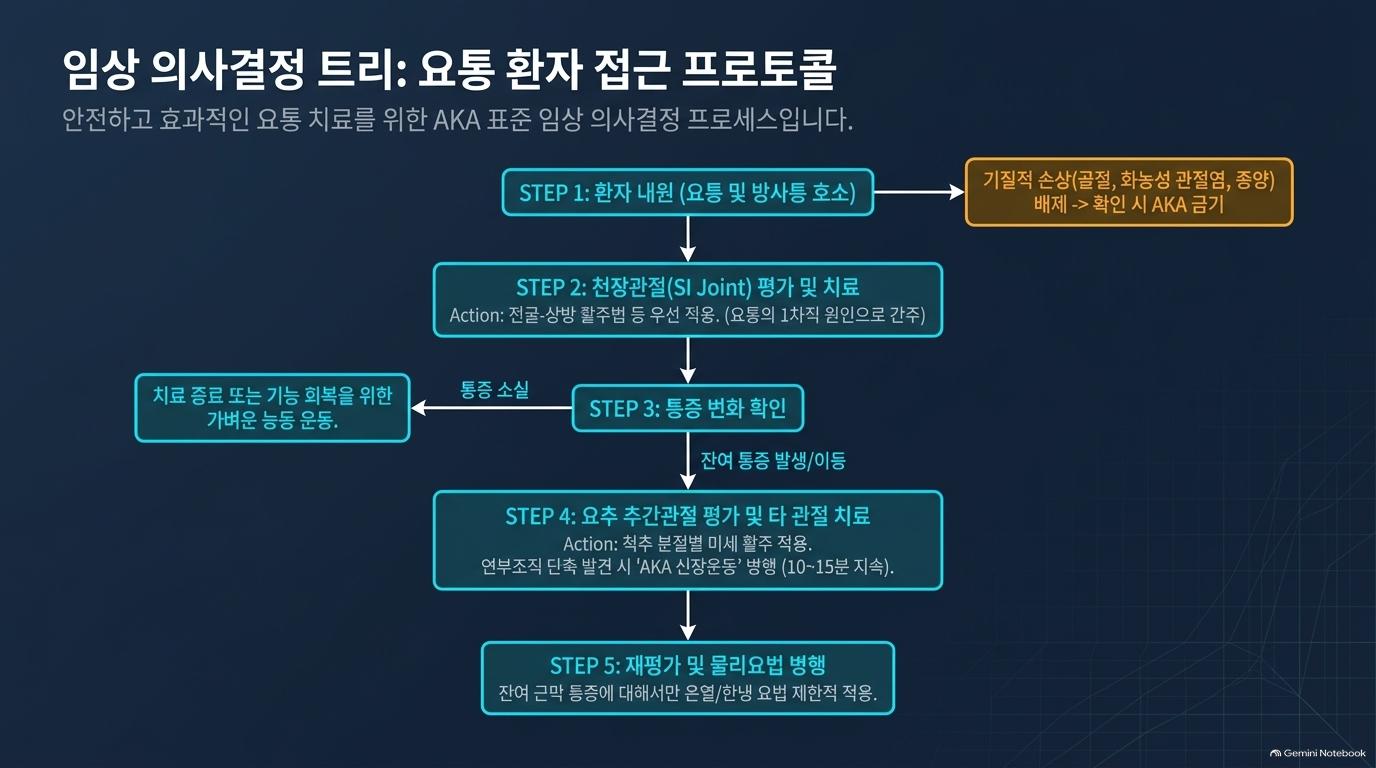 임상 의사결정 트리: 요통 환자 접근 프로토콜
안전하고 효과적인 요통 치료를 위한 AKA 표준 임상 의사결정 프로세스입니다.
STEP 1: 환자 내원 (요통 및 방사통 호소)
기질적 손상(골절, 화농성 관절염, 종양)
배제 -> 확인 시 AKA 금기
STEP 2: 천장관절(SI Joint) 평가 및 치료
Action: 전굴-상방 활주법 등 우선 적용. (요통의 1차직 원인으로 간주)
치료 종료 또는 기능 회복을 위한
가벼운 능동 운동.
통증 소실
STEP 3: 통증 변화 확인
잔여 통증 발생/이등
STEP 4: 요추 추간관절 평가 및 타 관절 치료
Action: 척추 분절별 미세 활주 적용.
연부조직 단축 발견 시 'AKA 신장운동' 병행 (10~15분 지속).
STEP 5: 재평가 및 물리요법 병행
잔여 근막 통증에 대해서만 온열/한냉 요법 제한적 적용.
Gemini Notebook